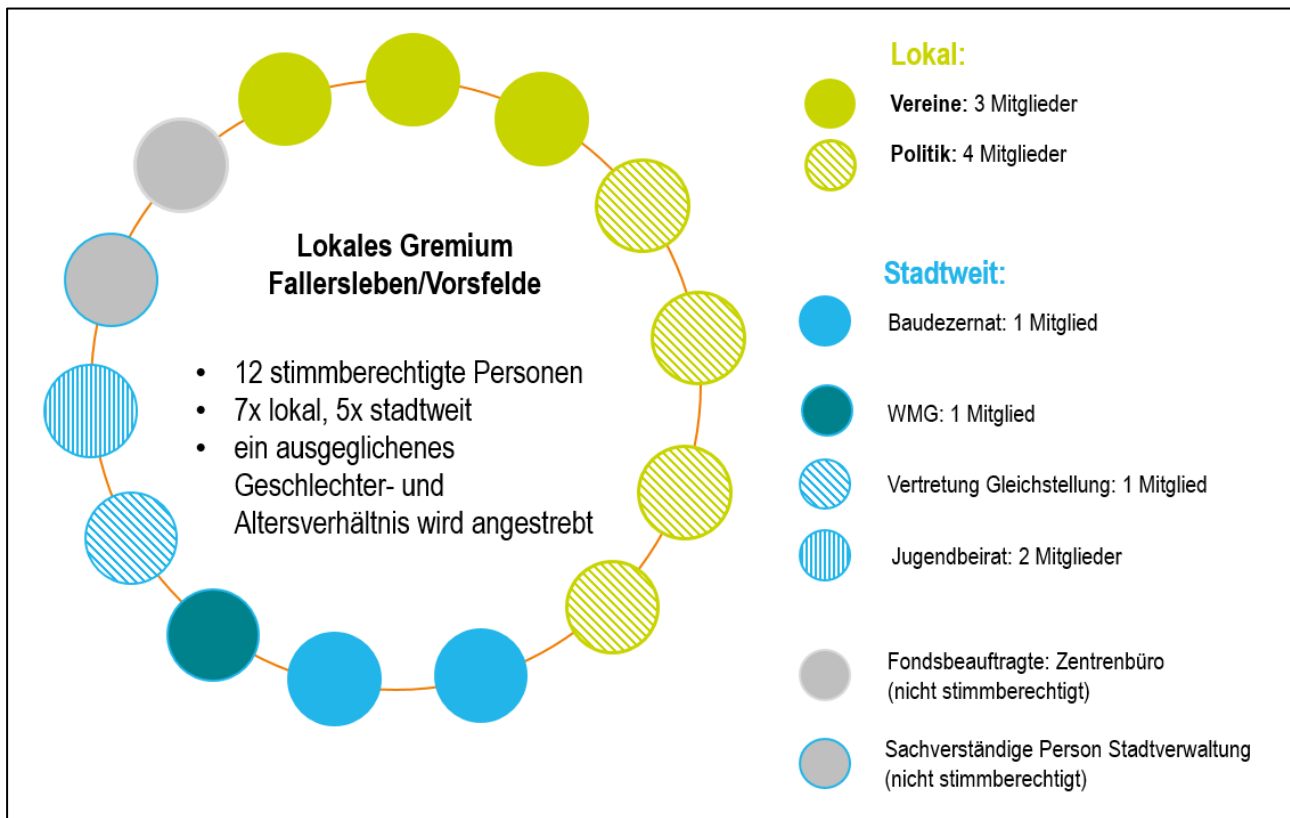 Lokales Gremium
Fallersleben/Vorsfelde
• 12 stimmberechtigte Personen
• 7x lokal, 5x stadtweit
• ein ausgeglichenes
Geschlechter- und
Altersverhältnis wird angestrebt
Lokal:
Vereine: 3 Mitglieder
Politik: 4 Mitglieder
Stadtweit:
Baudezernat: 1 Mitglied
WMG: 1 Mitglied
Vertretung Gleichstellung: 1 Mitglied
Jugendbeirat: 2 Mitglieder
Fondsbeauftragte: Zentrenbüro
(nicht stimmberechtigt)
Sachverständige Person Stadtverwaltung
(nicht stimmberechtigt)